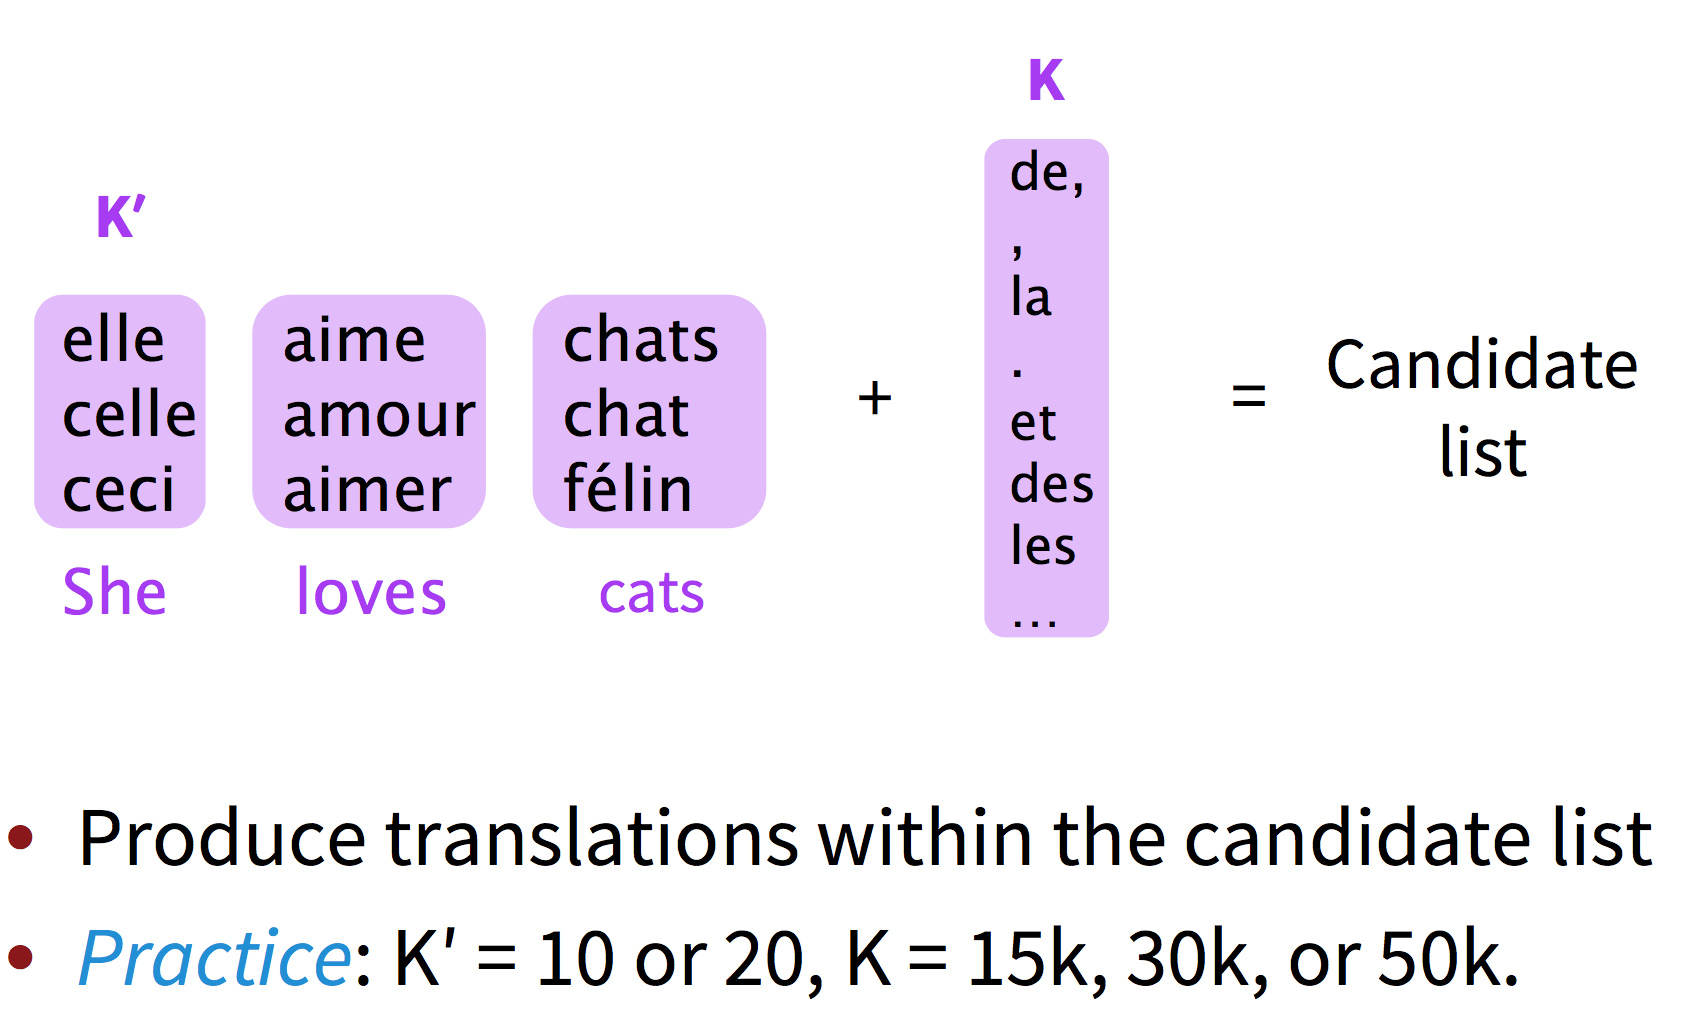 K
K′
elle
celle
ceci
She
aime
amour
aimer
loves
chats
chat
félin
cats
+
de,
,
la
.
et
des
les
...
=
Candidate
list
• Produce translations within the candidate list
• Practice: K′ = 10 or 20, K = 15k, 30k, or 50k.